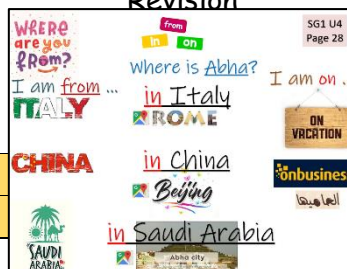 Revision
WHERE
are you
FROM?
from
in on
SG1 U4
Page 28
where is Abha?
I am from ...
I am on ..
ITALY
in Italy
ROME
ON
VACATION
CHINA
in China
Beijing
onbusiness
in Saudi Arabia
SAUDI
ARABIA
Abha city